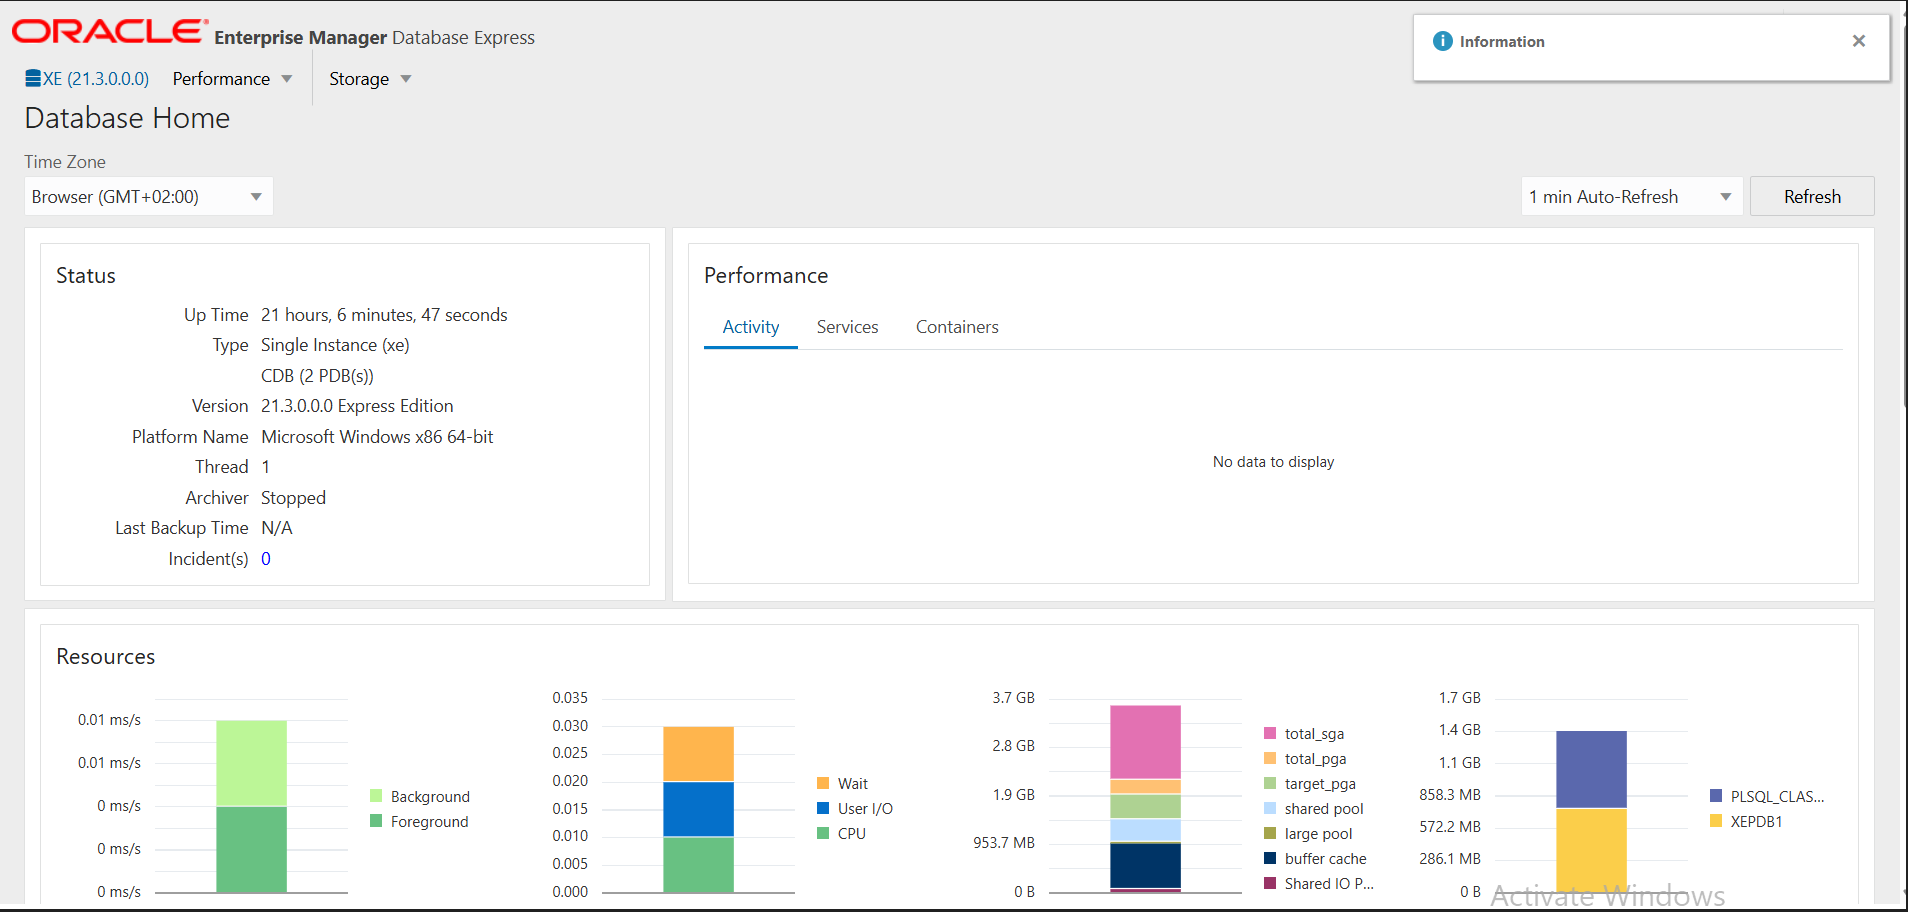 ORACLE® Enterprise Manager Database Express
Information
XE (21.3.0.0.0) Performance Storage
Database Home
Time Zone
Browser (GMT+02:00)
1 min Auto-Refresh
Refresh
Status
Up Time 21 hours, 6 minutes, 47 seconds
Type Single Instance (xe)
CDB (2 PDB(s))
Version 21.3.0.0.0 Express Edition
Platform Name Microsoft Windows x86 64-bit
Thread 1
Archiver Stopped
Last Backup Time N/A
Incident(s) 0
Performance
Activity Services Containers
No data to display
Resources
0.01 ms/s
0.01 ms/s
0 ms/s
0 ms/s
0 ms/s
Background
Foreground
0.035
0.030
0.025
0.020
0.015
0.010
0.005
0.000
Wait
User I/O
CPU
3.7 GB
2.8 GB
1.9 GB
953.7 MB
0 B
total_sga
total_pga
target_pga
shared pool
large pool
buffer cache
Shared IO P...
1.7 GB
1.4 GB
1.1 GB
858.3 MB
572.2 MB
286.1 MB
0 B
PLSQL_CLAS...
XEPDB1
Activate Windows